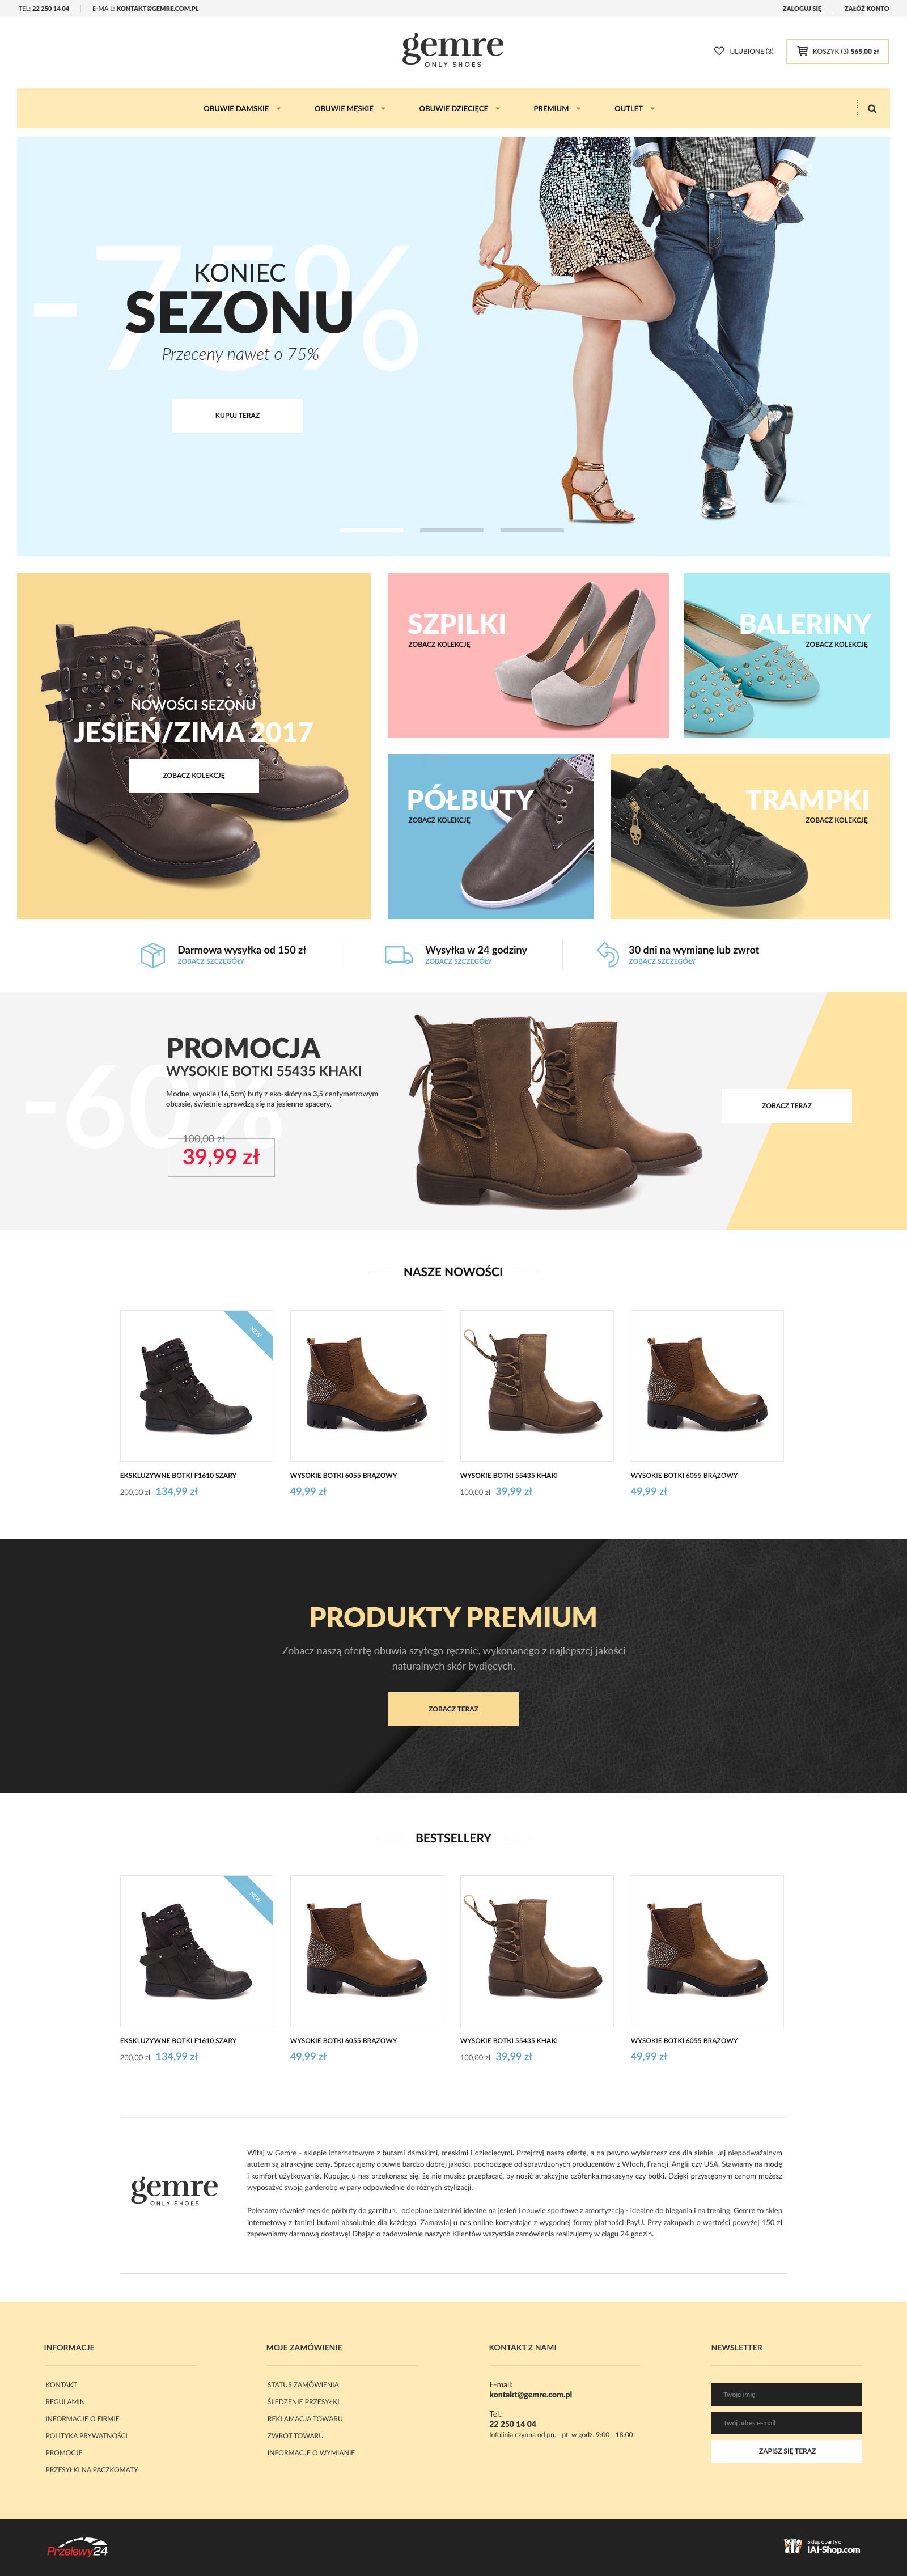 TEL: 22 250 14 04
E-MAIL: KONTAKT@GEMRE.COM.PL
ZALOGUJ SIĘ
ZAŁÓŻ KONTO
gemre
ONLY SHOES
ULUBIONE (3)
KOSZYK (3) 565,00 zł
OBUWIE DAMSKIE
OBUWIE MĘSKIE
OBUWIE DZIECIĘCE
PREMIUM
OUTLET
-75%
KONIEC
SEZONU
Przeceny nawet o 75%
KUPUJ TERAZ
NOWOŚCI SEZONU
JESIEŃ/ZIMA 2017
ZOBACZ KOLEKCJĘ
SZPILKI
ZOBACZ KOLEKCJĘ
BALERINY
ZOBACZ KOLEKCJĘ
PÓŁBUTY
ZOBACZ KOLEKCJĘ
TRAMPKI
ZOBACZ KOLEKCJĘ
Darmowa wysyłka od 150 zł
ZOBACZ SZCZEGÓŁY
Wysyłka w 24 godziny
ZOBACZ SZCZEGÓŁY
30 dni na wymianę lub zwrot
ZOBACZ SZCZEGÓŁY
-60%
PROMOCJA
WYSOKIE BOTKI 55435 KHAKI
Modne, wyokie (16,5cm) buty z eko-skóry na 3,5 centymetrowym
obcasie, świetnie sprawdzą się na jesienne spacery.
100,00 zł
39,99 zł
ZOBACZ TERAZ
NASZE NOWOŚCI
NEW
EKSKLUZYWNE BOTKI F1610 SZARY
200,00 zł 134,99 zł
WYSOKIE BOTKI 6055 BRĄZOWY
49,99 zł
WYSOKIE BOTKI 55435 KHAKI
100,00 zł 39,99 zł
WYSOKIE BOTKI 6055 BRĄZOWY
49,99 zł
PRODUKTY PREMIUM
Zobacz naszą ofertę obuwia szytego ręcznie, wykonanego z najlepszej jakości
naturalnych skór bydlęcych.
ZOBACZ TERAZ
BESTSELLERY
NEW
EKSKLUZYWNE BOTKI F1610 SZARY
200,00 zł 134,99 zł
WYSOKIE BOTKI 6055 BRĄZOWY
49,99 zł
WYSOKIE BOTKI 55435 KHAKI
100,00 zł 39,99 zł
WYSOKIE BOTKI 6055 BRĄZOWY
49,99 zł
gemre
ONLY SHOES
Witaj w Gemre - sklepie internetowym z butami damskimi, męskimi i dziecięcymi. Przejrzyj naszą ofertę, a na pewno wybierzesz coś dla siebie. Jej niepodważalnym
atutem są atrakcyjne ceny. Sprzedajemy obuwie bardzo dobrej jakości, pochodzące od sprawdzonych producentów z Włoch, Francji, Anglii czy USA. Stawiamy na modę
i komfort użytkowania. Kupując u nas przekonasz się, że nie musisz przepłacać, by nosić atrakcyjne czółenka,mokasyny czy botki. Dzięki przystępnym cenom możesz
wyposażyć swoją garderobę w pary odpowiednie do różnych stylizacji.
Polecamy również męskie półbuty do garnituru, ocieplane balerinki idealne na jesień i obuwie sportowe z amortyzacją - idealne do biegania i na trening. Gemre to sklep
internetowy z tanimi butami absolutnie dla każdego. Zamawiaj u nas online korzystając z wygodnej formy płatności PayU. Przy zakupach o wartości powyżej 150 zł
zapewniamy darmową dostawę! Dbając o zadowolenie naszych Klientów wszystkie zamówienia realizujemy w ciągu 24 godzin.
INFORMACJE
KONTAKT
REGULAMIN
INFORMACJE O FIRMIE
POLITYKA PRYWATNOŚCI
PROMOCJE
PRZESYŁKI NA PACZKOMATY
MOJE ZAMÓWIENIE
STATUS ZAMÓWIENIA
ŚLEDZENIE PRZESYŁKI
REKLAMACJA TOWARU
ZWROT TOWARU
INFORMACJE O WYMIANIE
KONTAKT Z NAMI
E-mail:
kontakt@gemre.com.pl
Tel.:
22 250 14 04
Infolinia czynna od pn. - pt. w godz. 9:00 - 18:00
NEWSLETTER
Twoje imię
Twój adres e-mail
ZAPISZ SIĘ TERAZ
Przelewy24
Sklep oparty o
IAI-Shop.com